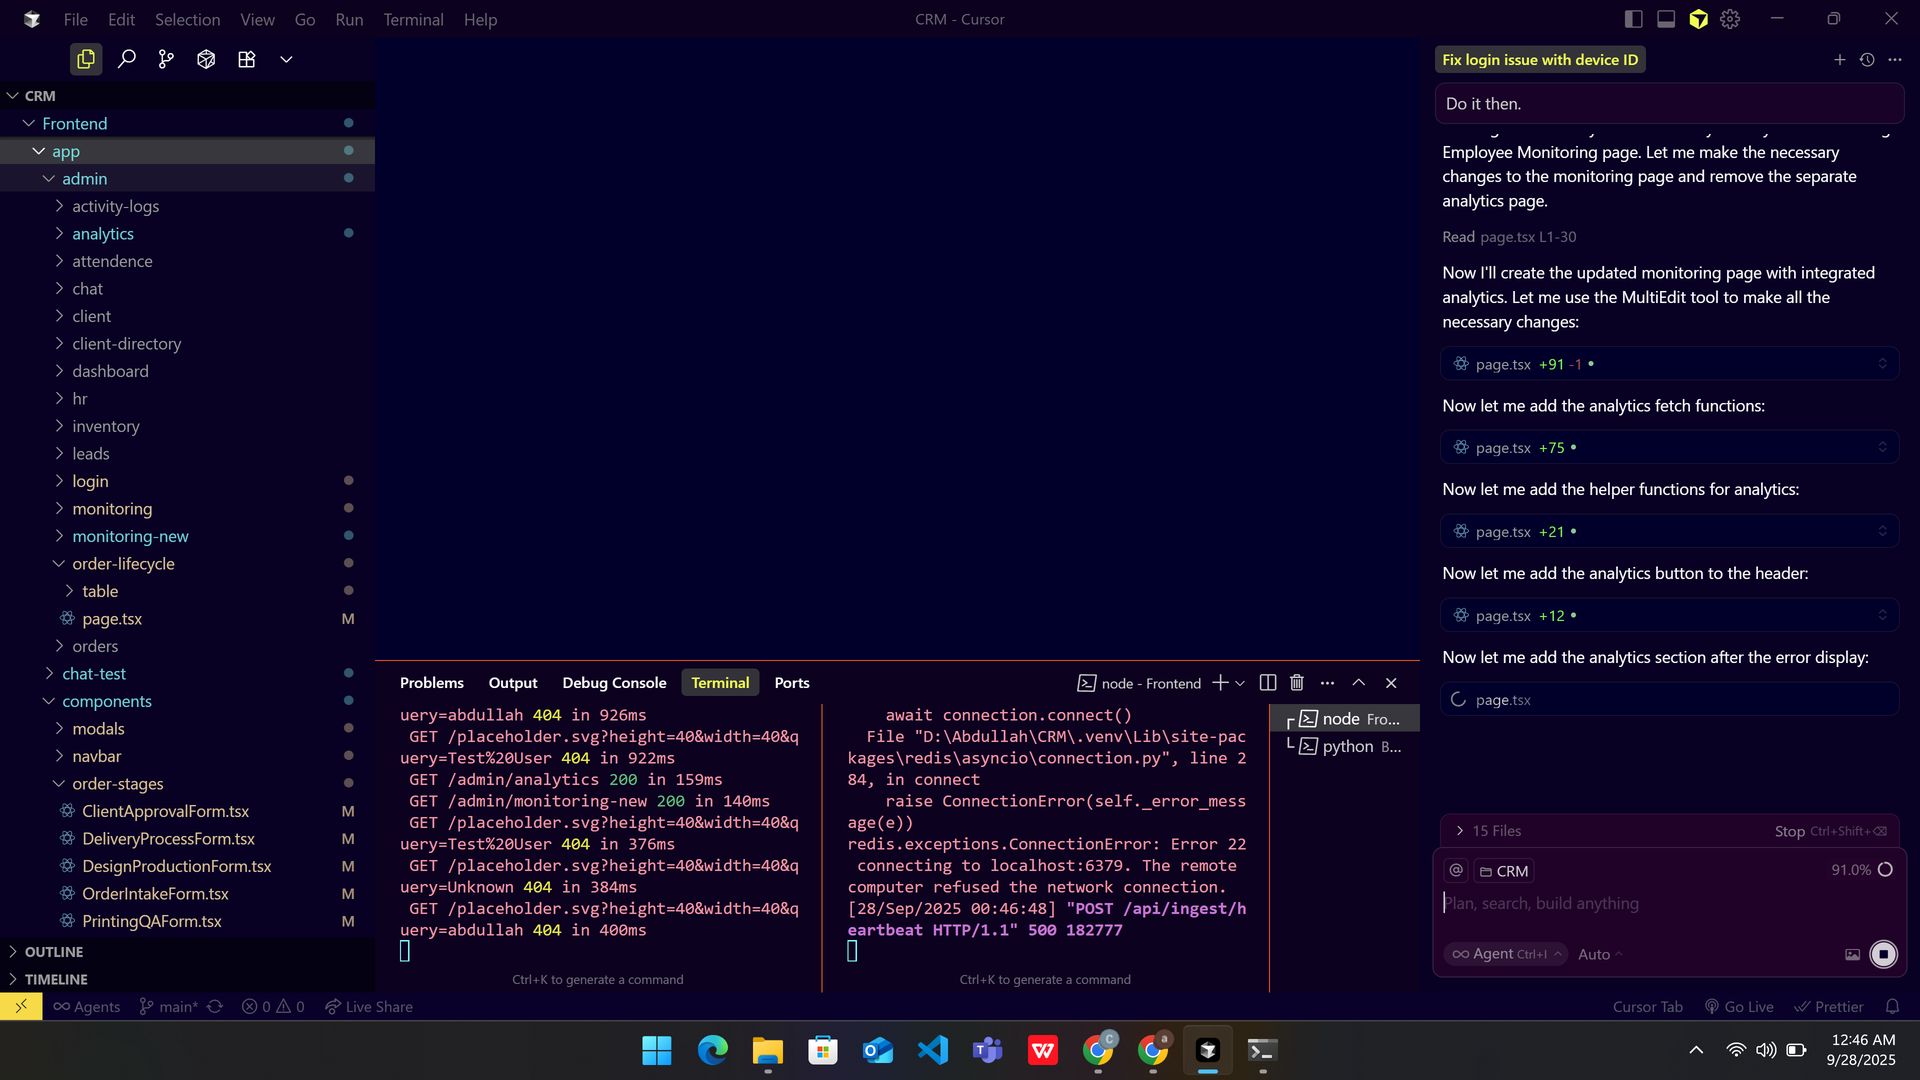 File Edit Selection View Go Run Terminal Help
CRM - Cursor
CRM
Frontend
app
admin
activity-logs
analytics
attendence
chat
client
client-directory
dashboard
hr
inventory
leads
login
monitoring
monitoring-new
order-lifecycle
table
page.tsx M
orders
chat-test
components
modals
navbar
order-stages
ClientApprovalForm.tsx M
DeliveryProcessForm.tsx M
DesignProductionForm.tsx M
OrderIntakeForm.tsx M
PrintingQAForm.tsx M
OUTLINE
TIMELINE
Problems Output Debug Console Terminal Ports
node - Frontend
uery=abdullah 404 in 926ms
GET /placeholder.svg?height=40&width=40&q
uery=Test%20User 404 in 922ms
GET /admin/analytics 200 in 159ms
GET /admin/monitoring-new 200 in 140ms
GET /placeholder.svg?height=40&width=40&q
uery=Test%20User 404 in 376ms
GET /placeholder.svg?height=40&width=40&q
uery=Unknown 404 in 384ms
GET /placeholder.svg?height=40&width=40&q
uery=abdullah 404 in 400ms
Ctrl+K to generate a command
await connection.connect()
File "D:\Abdullah\CRM\.venv\Lib\site-pac
kages\redis\asyncio\connection.py", line 2
84, in connect
raise ConnectionError(self._error_mess
age(e))
redis.exceptions.ConnectionError: Error 22
connecting to localhost:6379. The remote
computer refused the network connection.
[28/Sep/2025 00:46:48] "POST /api/ingest/h
eartbeat HTTP/1.1" 500 182777
Ctrl+K to generate a command
node Fro...
python B...
Fix login issue with device ID
Do it then.
Employee Monitoring page. Let me make the necessary
changes to the monitoring page and remove the separate
analytics page.
Read page.tsx L1-30
Now I'll create the updated monitoring page with integrated
analytics. Let me use the MultiEdit tool to make all the
necessary changes:
page.tsx +91 -1
Now let me add the analytics fetch functions:
page.tsx +75
Now let me add the helper functions for analytics:
page.tsx +21
Now let me add the analytics button to the header:
page.tsx +12
Now let me add the analytics section after the error display:
page.tsx
15 Files Stop Ctrl+Shift+⌫
@ CRM 91.0%
Plan, search, build anything
Agent Ctrl+I Auto
Agents main* 0 0 Live Share
Cursor Tab Go Live Prettier
12:46 AM
9/28/2025